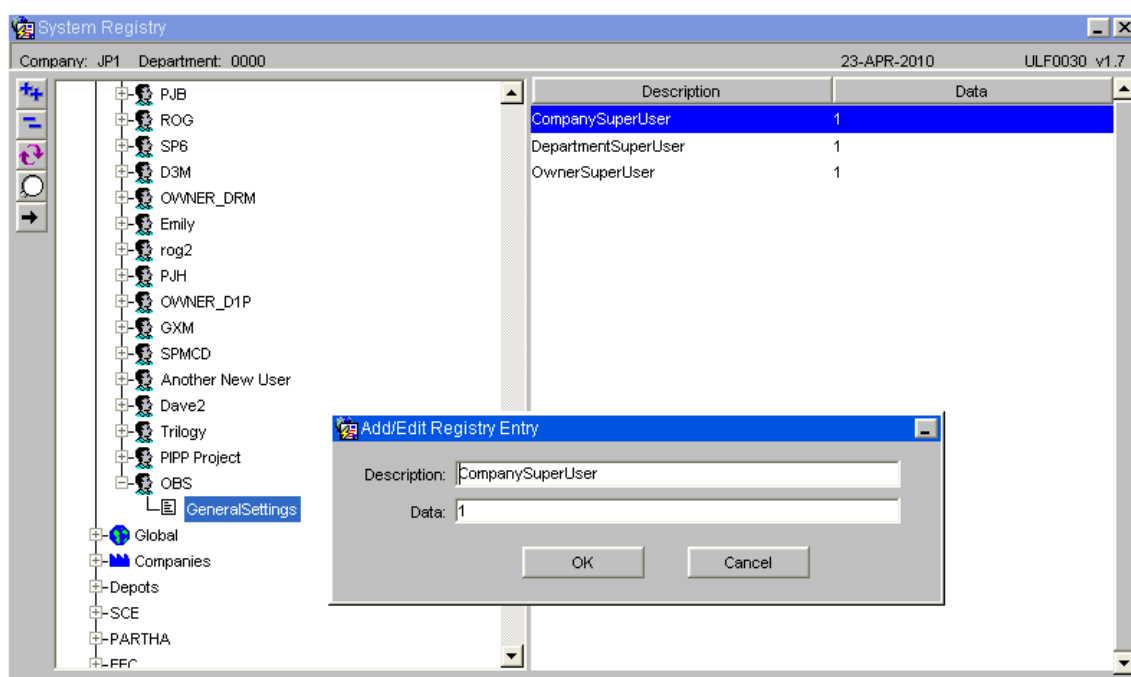 System Registry
Company: JP1 Department: 0000 23-APR-2010 ULF0030 v1.7
PJB
ROG
SP6
D3M
OWNER_DRM
Emily
rog2
PJH
OWNER_D1P
GXM
SPMCD
Another New User
Dave2
Trilogy
PIPP Project
OBS
GeneralSettings
Global
Companies
Depots
SCE
PARTHA
Description Data
CompanySuperUser 1
DepartmentSuperUser 1
OwnerSuperUser 1
Add/Edit Registry Entry
Description: CompanySuperUser
Data: 1
OK Cancel